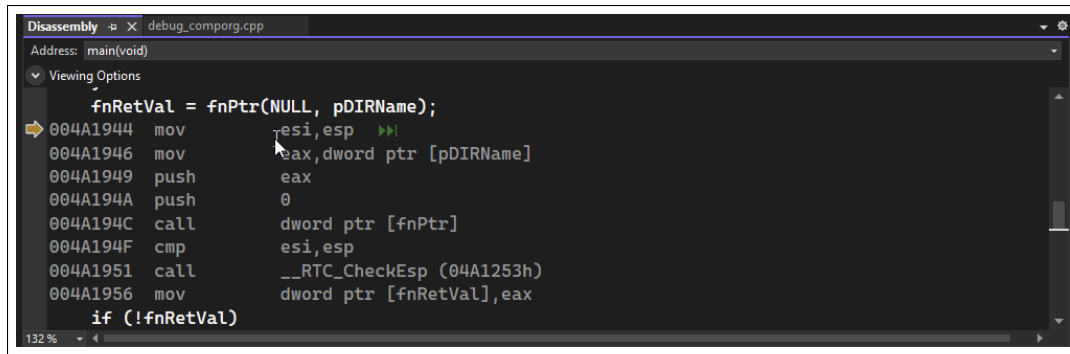 Disassembly debug_comporg.cpp
Address: main(void)
Viewing Options
fnRetVal = fnPtr(NULL, pDIRName);
004A1944 mov esi,esp
004A1946 mov eax,dword ptr [pDIRName]
004A1949 push eax
004A194A push 0
004A194C call dword ptr [fnPtr]
004A194F cmp esi,esp
004A1951 call __RTC_CheckEsp (04A1253h)
004A1956 mov dword ptr [fnRetVal],eax
if (!fnRetVal)
132 %